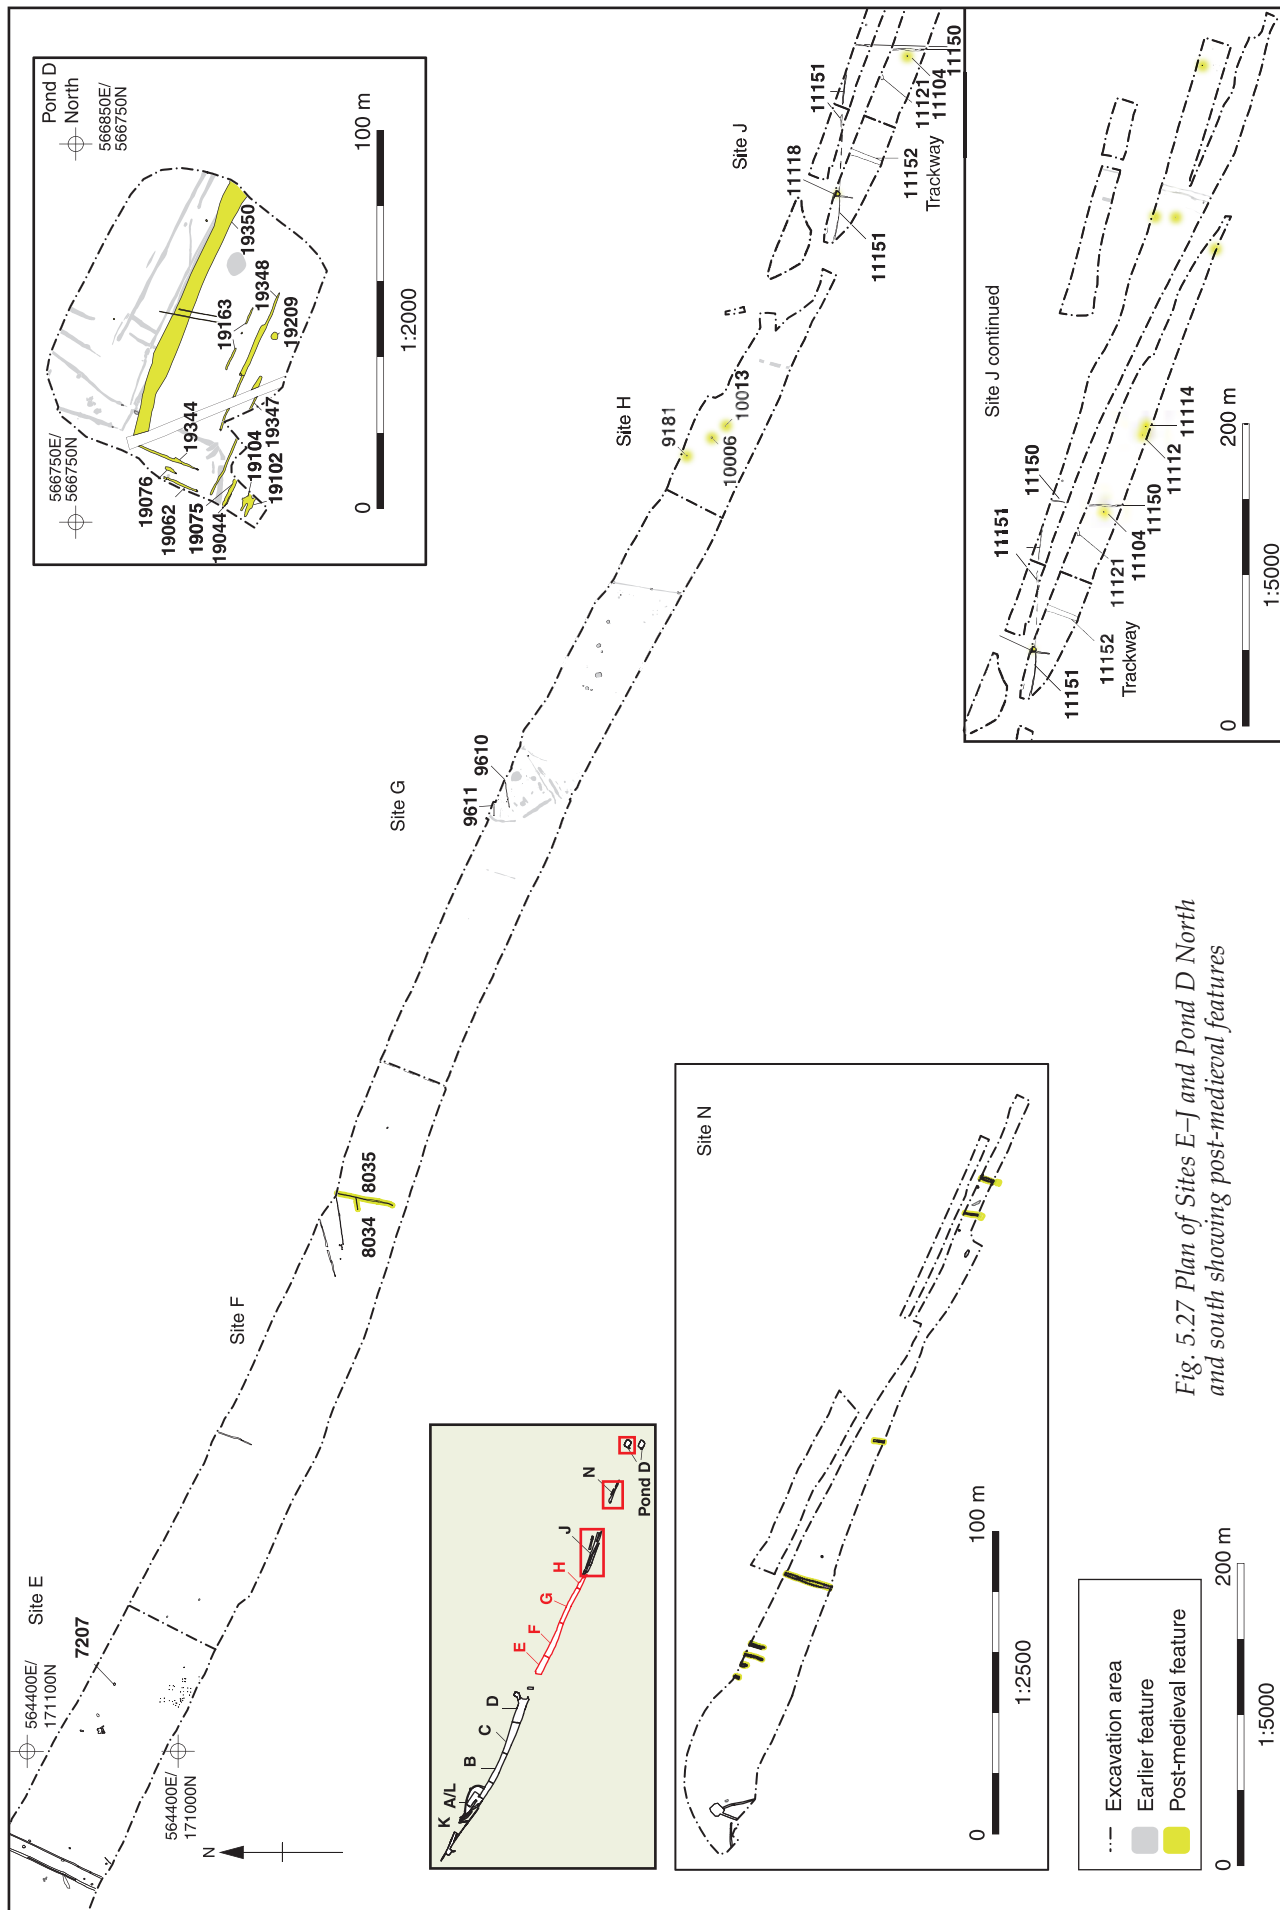 Site E
7207
564400E/
171100N
564400E/
171000N
N
Site F
8034
8035
Site G
9611
9610
Site H
9181
10006
10013
Site J
11118
11151
11151
11152
Trackway
11121
11104
11150
Pond D
North
566750E/
566750N
566850E/
566750N
19076
19062
19075
19044
19344
19104
19102
19347
19163
19348
19209
19350
0
100 m
1:2000
Site J continued
11151
11150
11151
11152
Trackway
11121
11104
11150
11112
11114
0
200 m
1:5000
K
A/L
B
C
D
E
F
G
H
J
N
Pond D
Site N
0
100 m
1:2500
Excavation area
Earlier feature
Post-medieval feature
0
200 m
1:5000
Fig. 5.27 Plan of Sites E–J and Pond D North
and south showing post-medieval features